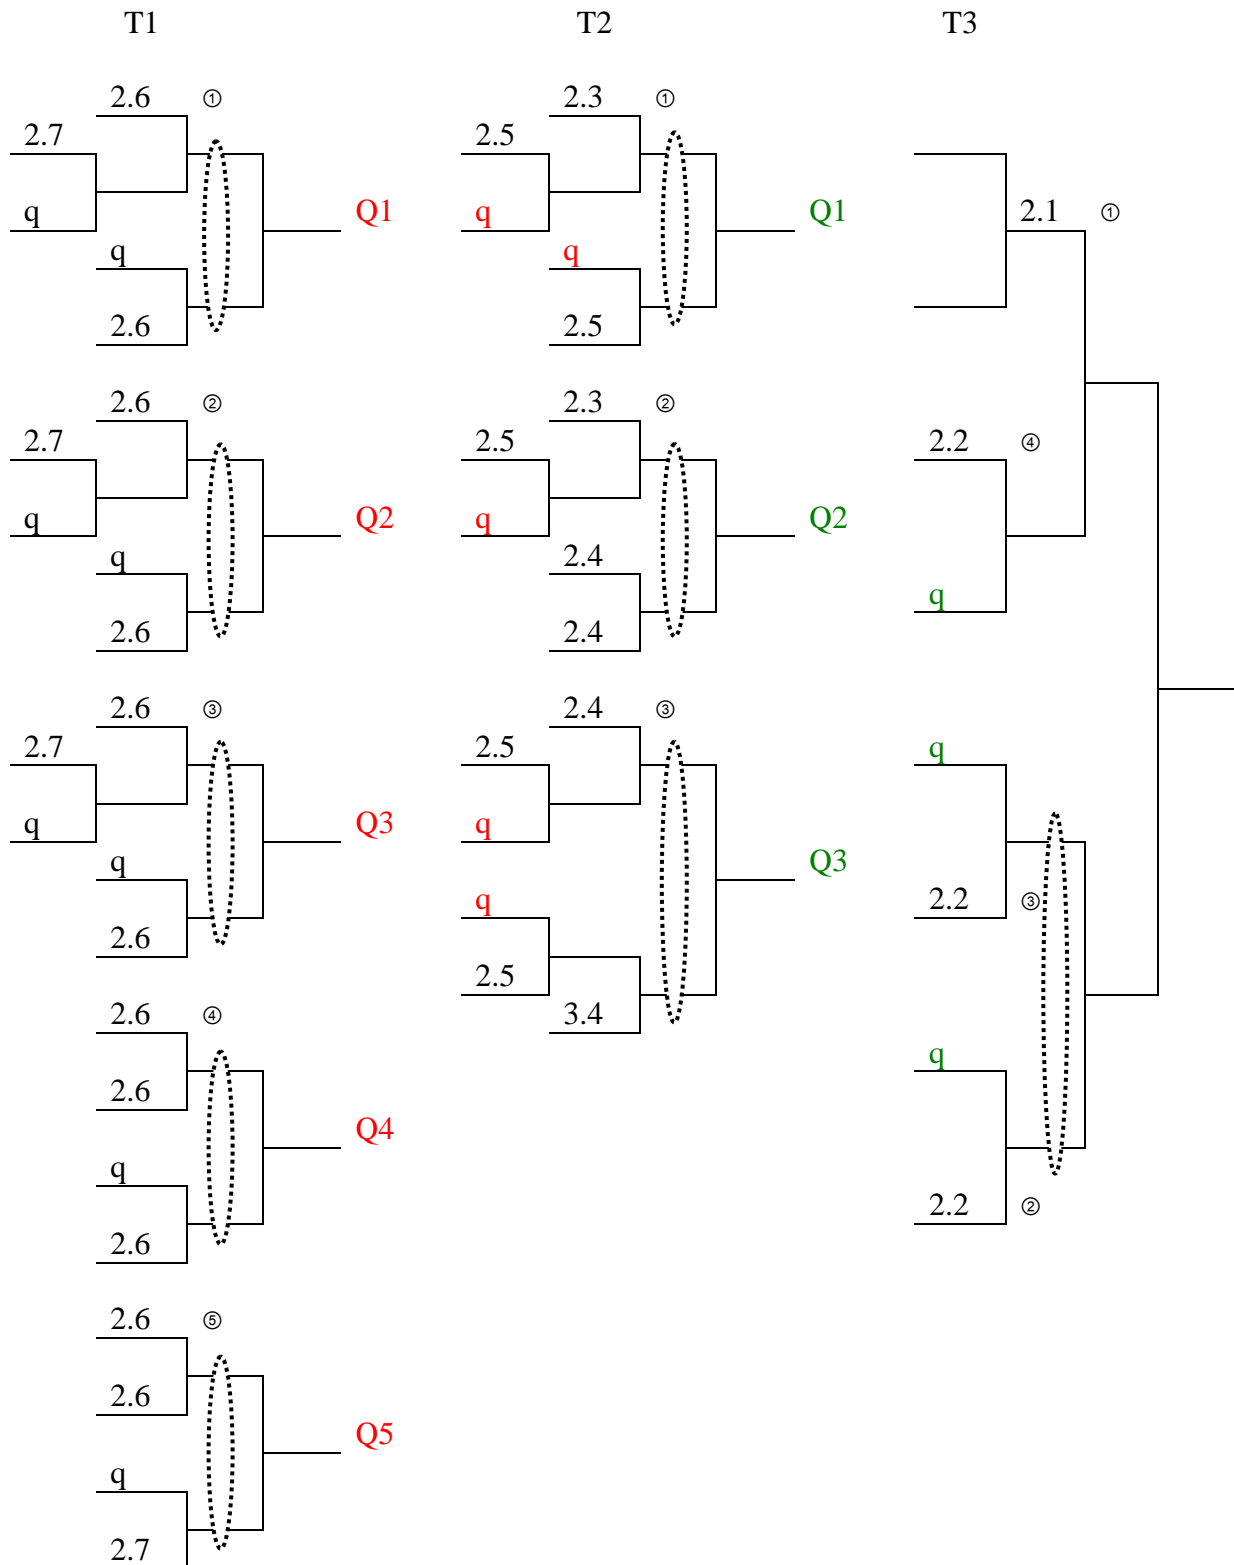 T1 T2 T3
2.6 ① 2.3 ①
2.7 2.5
q q Q1 Q1 2.1 ①
q q
2.6 2.5
2.6 ② 2.3 ②
2.7 2.5 2.2 ④
q q Q2 Q2
q 2.4 q
2.6 2.4
2.6 ③ 2.4 ③
2.7 2.5 q
q Q3 q
q Q3
q 2.2 ③
2.6
2.5
2.6 ④ 3.4
q
2.6
Q4
q
2.2 ②
2.6
2.6 ⑤
2.6
Q5
q
2.7